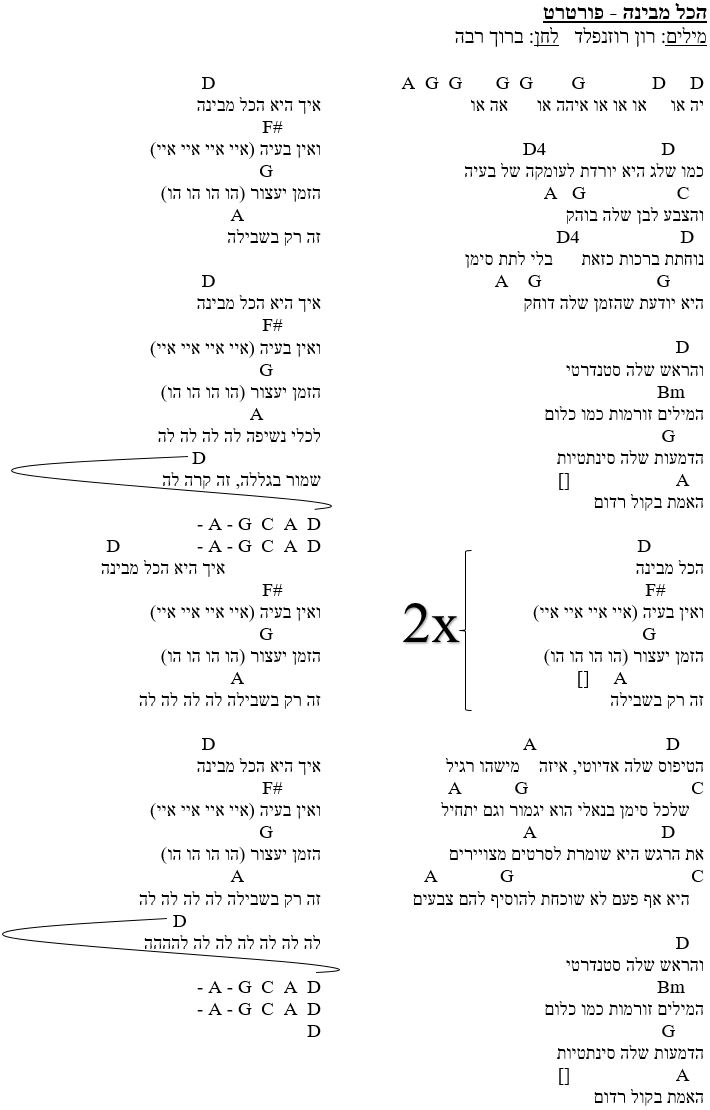 הכל מבינה - פורטרט
מילים: רון רוזנפלד לחן: ברוך רבה
A G G G G G D D
יה או או או או איהה או אה או
D4 D
כמו שלג היא יורדת לעומקה של בעיה
A G C
והצבע לבן שלה בוהק
D4 D
נוחתת ברכות כזאת בלי לתת סימן
A G G
היא יודעת שהזמן שלה דוחק
D
והראש שלה סטנדרטי
Bm
המילים זורמות כמו כלום
G
הדמעות שלה סינתטיות
[] A
האמת בקול רדום
D
הכל מבינה
F#
ואין בעיה (איי איי איי איי)
G
הזמן יעצור (הו הו הו הו)
[] A
זה רק בשבילה
2x
A D
הטיפוס שלה אדיוטי, איזה מישהו רגיל
A G C
שלכל סימן בנאלי הוא יגמור וגם יתחיל
A D
את הרגש היא שומרת לסרטים מצויירים
A G C
היא אף פעם לא שוכחת להוסיף להם צבעים
D
והראש שלה סטנדרטי
Bm
המילים זורמות כמו כלום
G
הדמעות שלה סינתטיות
[] A
האמת בקול רדום
D
איך היא הכל מבינה
F#
ואין בעיה (איי איי איי איי)
G
הזמן יעצור (הו הו הו הו)
A
זה רק בשבילה
D
איך היא הכל מבינה
F#
ואין בעיה (איי איי איי איי)
G
הזמן יעצור (הו הו הו הו)
A
לכלי נשיפה לה לה לה לה
D
שמור בגללה, זה קרה לה
- A - G C A D
D - A - G C A D
איך היא הכל מבינה
F#
ואין בעיה (איי איי איי איי)
G
הזמן יעצור (הו הו הו הו)
A
זה רק בשבילה לה לה לה לה
D
איך היא הכל מבינה
F#
ואין בעיה (איי איי איי איי)
G
הזמן יעצור (הו הו הו הו)
A
זה רק בשבילה לה לה לה לה
D
לה לה לה לה לה לה לה להההה
- A - G C A D
- A - G C A D
D